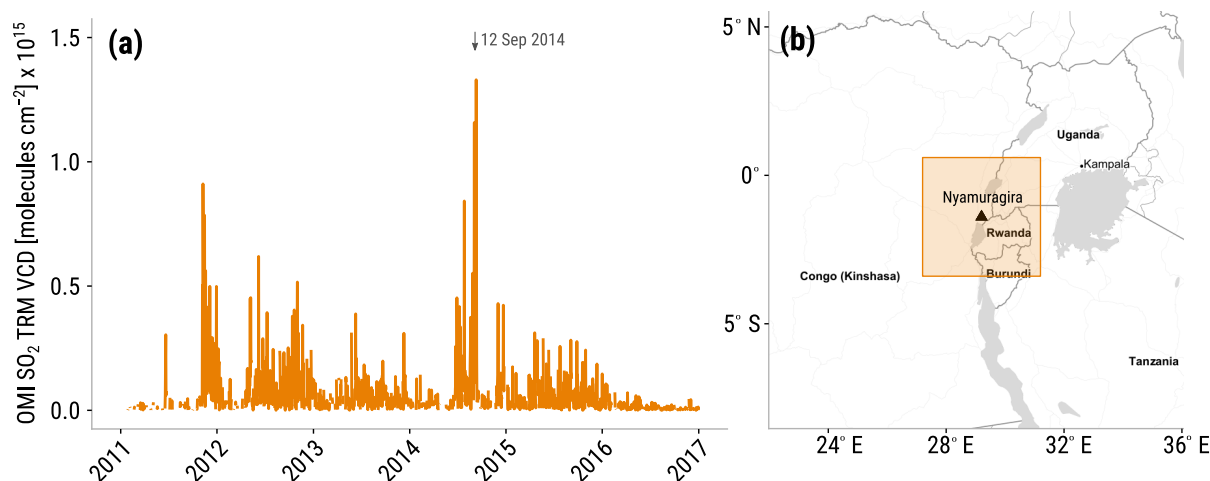 (a)
12 Sep 2014
OMI SO₂ TRM VCD [molecules cm⁻²] x 10¹⁵
1.5
1.0
0.5
0.0
2011
2012
2013
2014
2015
2016
2017
(b)
5° N
0°
5° S
24° E
28° E
32° E
36° E
Uganda
Kampala
Nyamuragira
Rwanda
Congo (Kinshasa)
Burundi
Tanzania